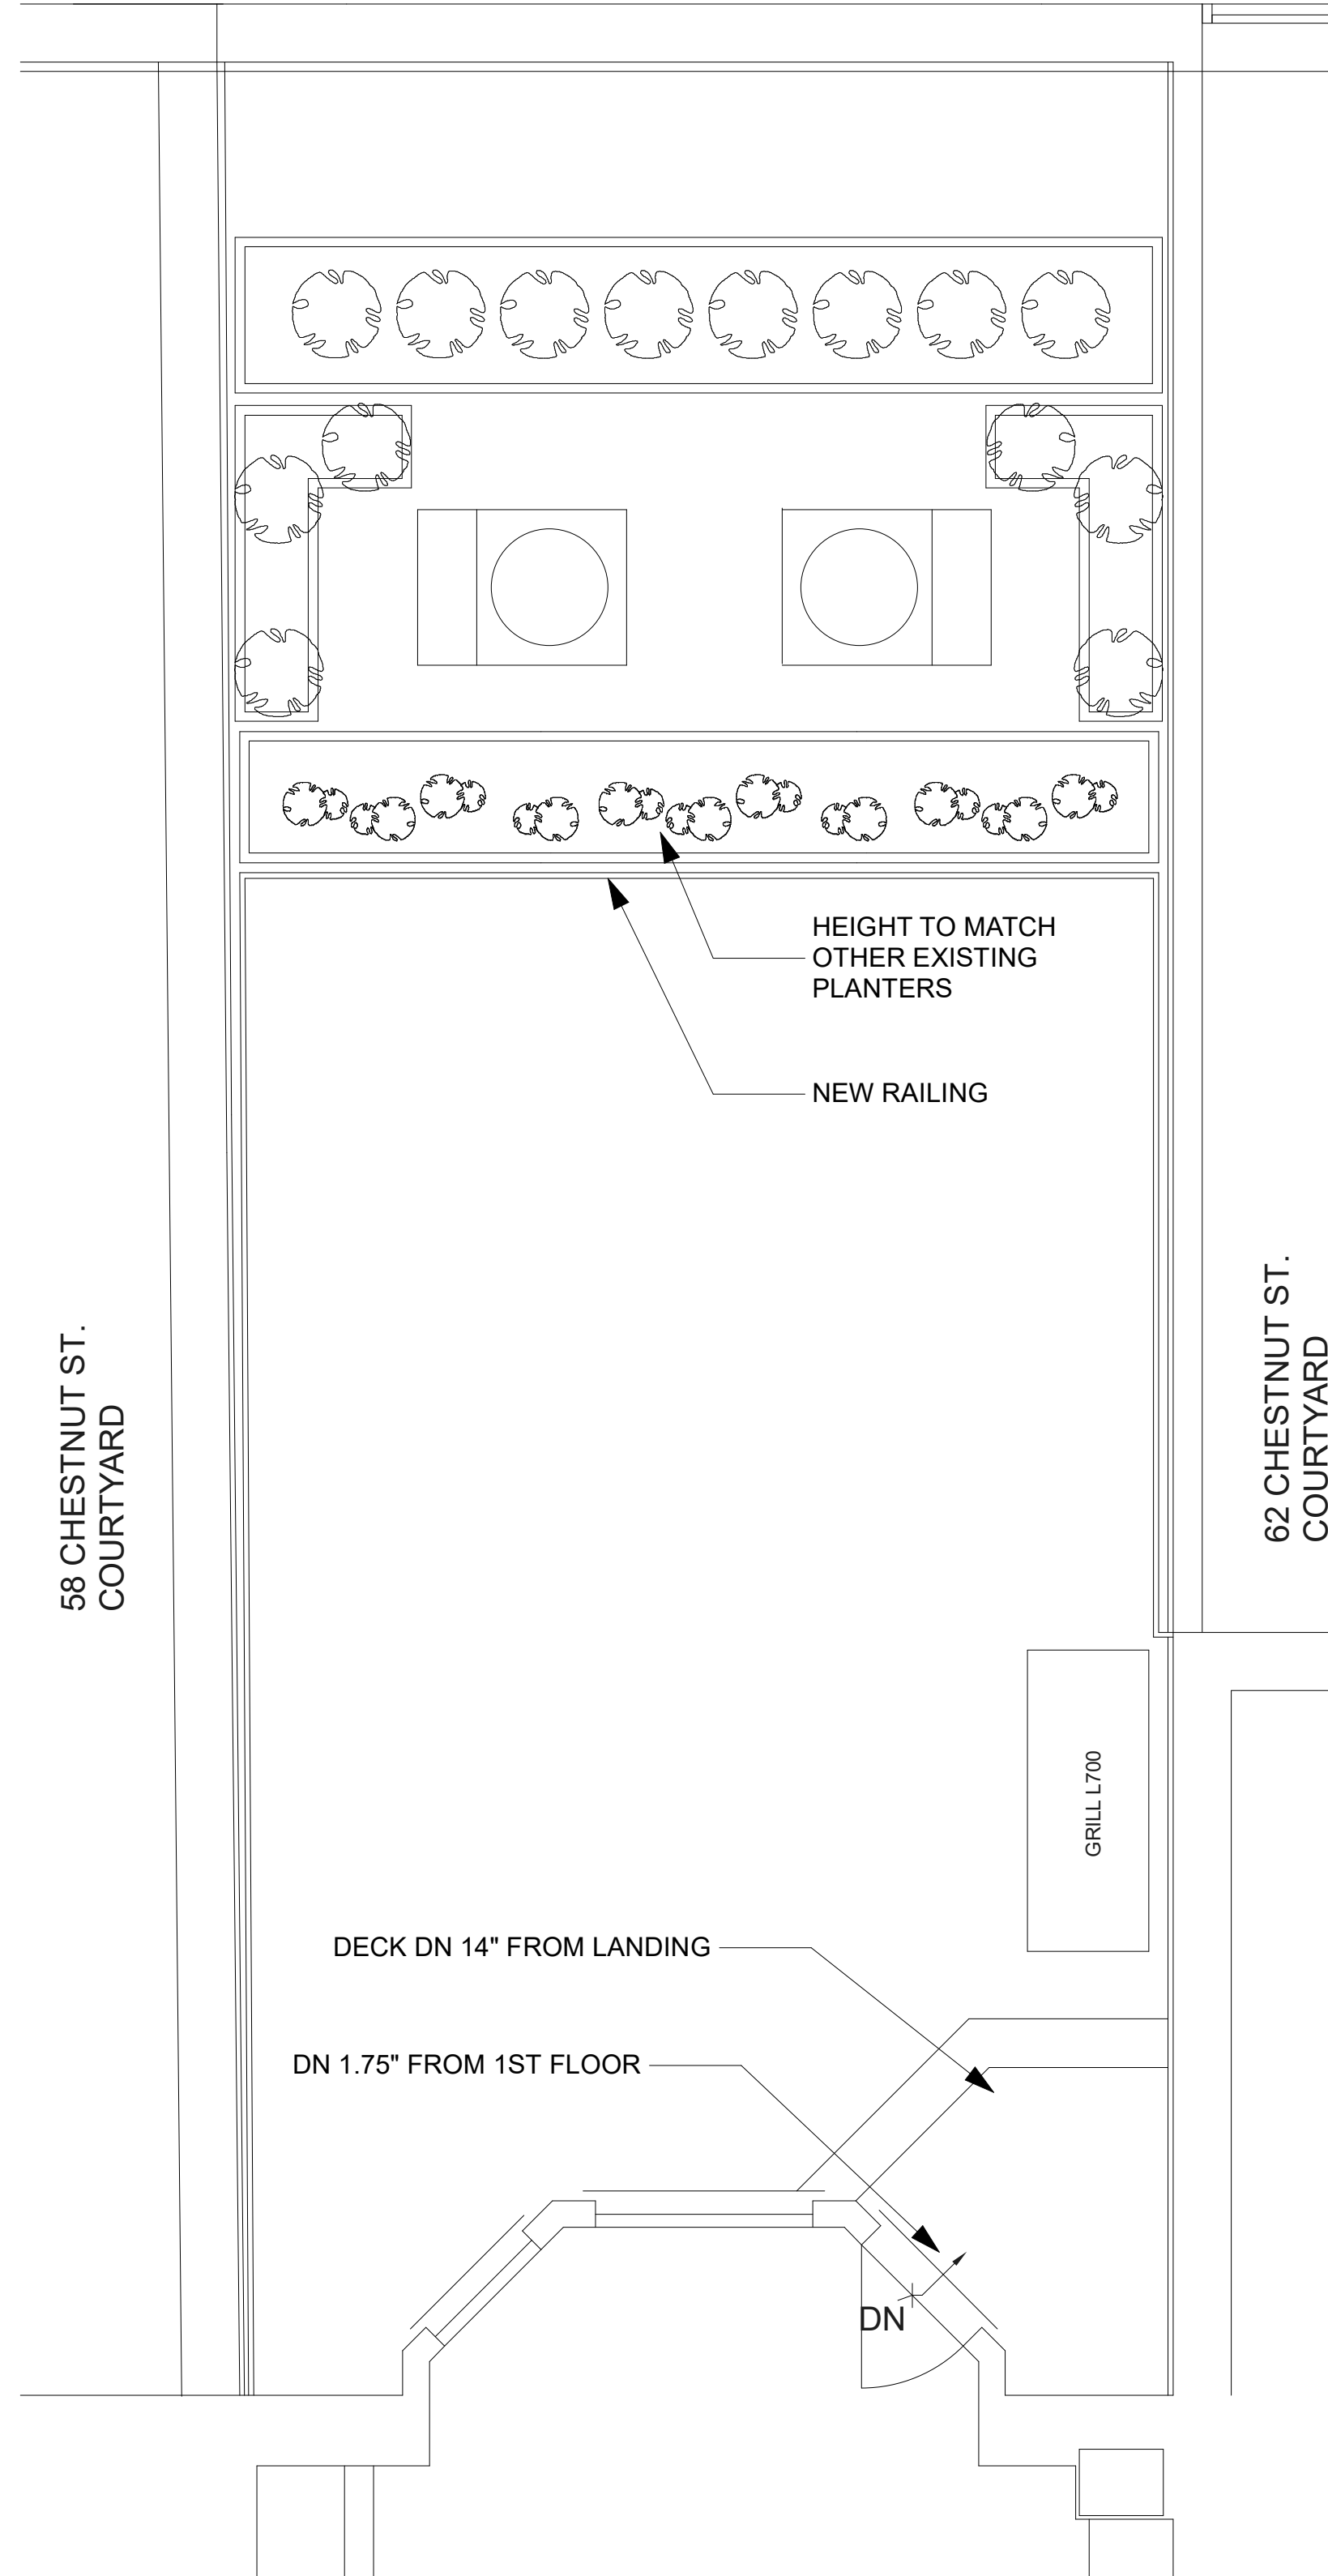 HEIGHT TO MATCH
OTHER EXISTING
PLANTERS
NEW RAILING
58 CHESTNUT ST.
COURTYARD
62 CHESTNUT ST.
COURTYARD
GRILL L700
DECK DN 14" FROM LANDING
DN 1.75" FROM 1ST FLOOR
DN